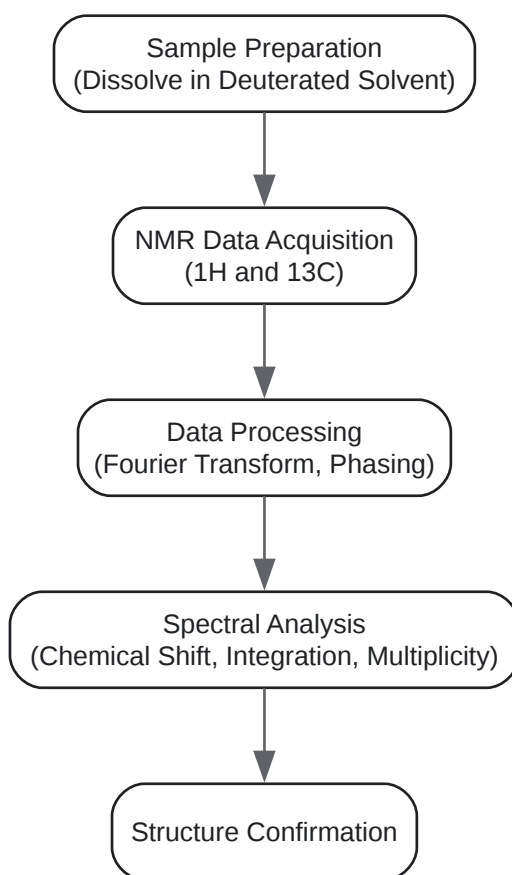 Sample Preparation
(Dissolve in Deuterated Solvent)
NMR Data Acquisition
(1H and 13C)
Data Processing
(Fourier Transform, Phasing)
Spectral Analysis
(Chemical Shift, Integration, Multiplicity)
Structure Confirmation